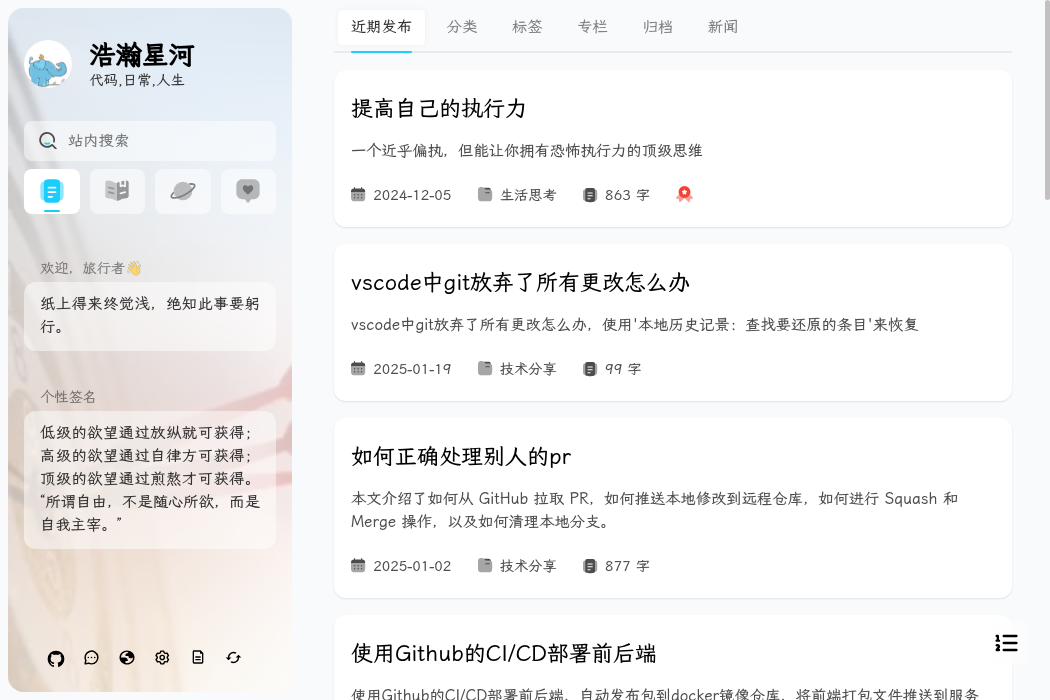 浩瀚星河
代码,日常,人生
站内搜索
欢迎，旅行者👋
纸上得来终觉浅，绝知此事要躬
行。
个性签名
低级的欲望通过放纵就可获得；
高级的欲望通过自律方可获得；
顶级的欲望通过煎熬才可获得。
“所谓自由，不是随心所欲，而是
自我主宰。”
近期发布 分类 标签 专栏 归档 新闻
提高自己的执行力
一个近乎偏执，但能让你拥有恐怖执行力的顶级思维
2024-12-05 生活思考 863 字
vscode中git放弃了所有更改怎么办
vscode中git放弃了所有更改怎么办，使用'本地历史记景：查找要还原的条目'来恢复
2025-01-19 技术分享 99 字
如何正确处理别人的pr
本文介绍了如何从 GitHub 拉取 PR，如何推送本地修改到远程仓库，如何进行 Squash 和
Merge 操作，以及如何清理本地分支。
2025-01-02 技术分享 877 字
使用Github的CI/CD部署前后端
使用Github的CI/CD部署前后端，自动发布包到docker镜像仓库，将前端打包文件推送到服务